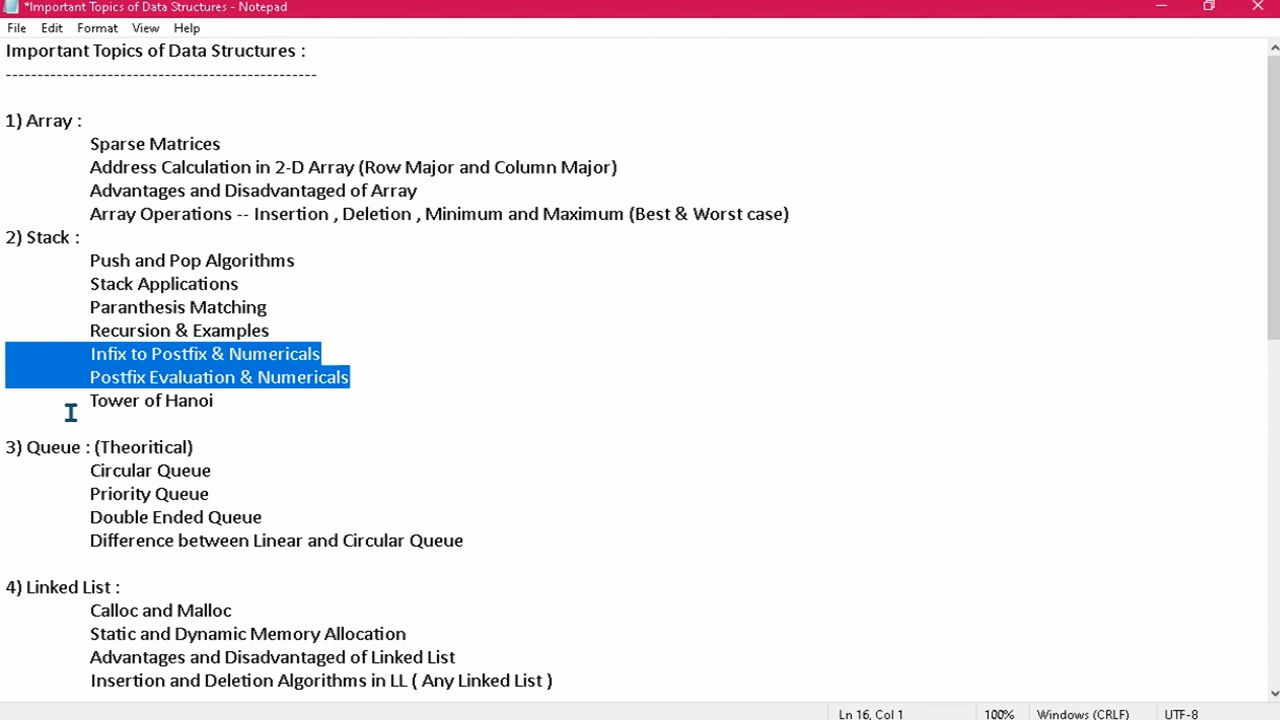 *Important Topics of Data Structures - Notepad
File Edit Format View Help
Important Topics of Data Structures :
-------------------------------------------------
1) Array :
Sparse Matrices
Address Calculation in 2-D Array (Row Major and Column Major)
Advantages and Disadvantaged of Array
Array Operations -- Insertion , Deletion , Minimum and Maximum (Best & Worst case)
2) Stack :
Push and Pop Algorithms
Stack Applications
Paranthesis Matching
Recursion & Examples
Infix to Postfix & Numericals
Postfix Evaluation & Numericals
Tower of Hanoi
3) Queue : (Theoritical)
Circular Queue
Priority Queue
Double Ended Queue
Difference between Linear and Circular Queue
4) Linked List :
Calloc and Malloc
Static and Dynamic Memory Allocation
Advantages and Disadvantaged of Linked List
Insertion and Deletion Algorithms in LL ( Any Linked List )
Ln 16, Col 1 100% Windows (CRLF) UTF-8